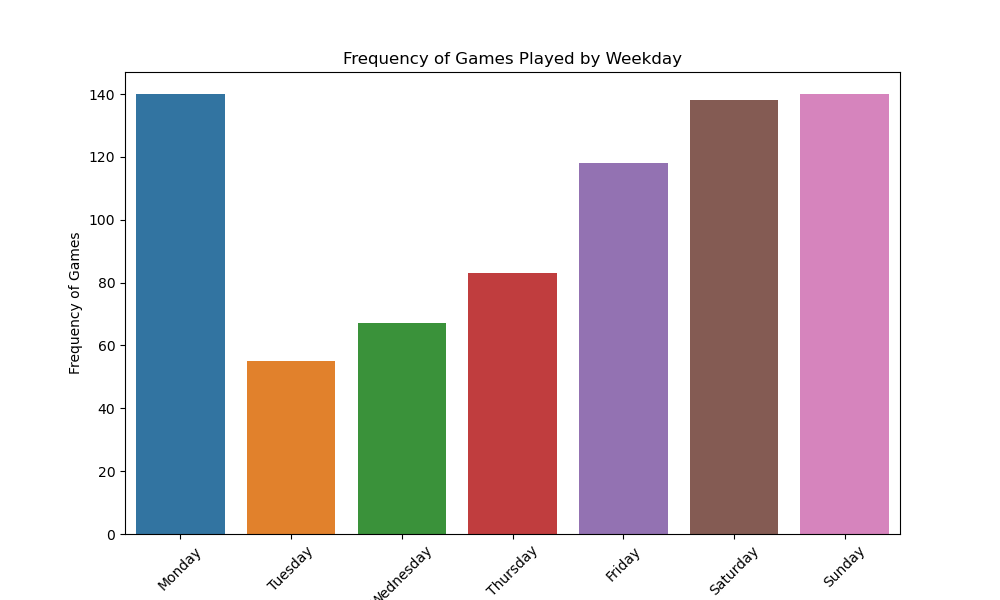 Frequency of Games Played by Weekday
Frequency of Games
140
120
100
80
60
40
20
0
Monday
Tuesday
Wednesday
Thursday
Friday
Saturday
Sunday